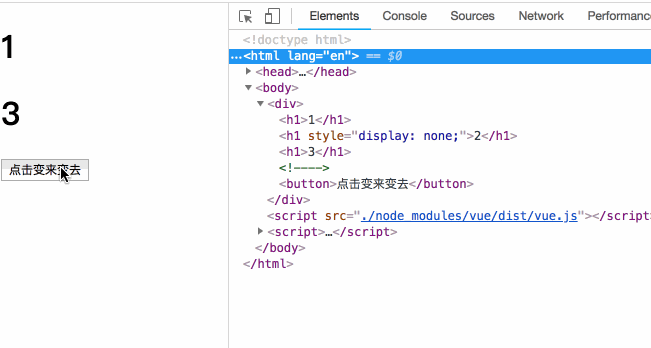 1
3
点击变来变去
Elements Console Sources Network Performance
<!doctype html>
…<html lang="en"> == $0
<head>…</head>
<body>
<div>
<h1>1</h1>
<h1 style="display: none;">2</h1>
<h1>3</h1>
<!---->
<button>点击变来变去</button>
</div>
<script src="./node_modules/vue/dist/vue.js"></script>
<script>…</script>
</body>
</html>